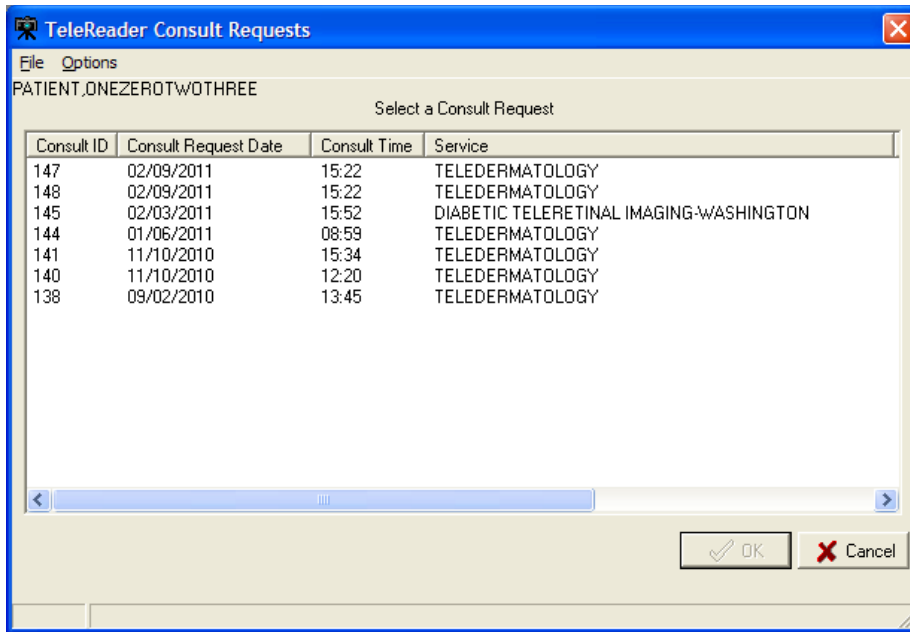 TeleReader Consult Requests
File Options
PATIENT,ONEZEROTWOTHREE
Select a Consult Request
Consult ID Consult Request Date Consult Time Service
147 02/09/2011 15:22 TELEDERMATOLOGY
148 02/09/2011 15:22 TELEDERMATOLOGY
145 02/03/2011 15:52 DIABETIC TELERETINAL IMAGING-WASHINGTON
144 01/06/2011 08:59 TELEDERMATOLOGY
141 11/10/2010 15:34 TELEDERMATOLOGY
140 11/10/2010 12:20 TELEDERMATOLOGY
138 09/02/2010 13:45 TELEDERMATOLOGY
OK Cancel